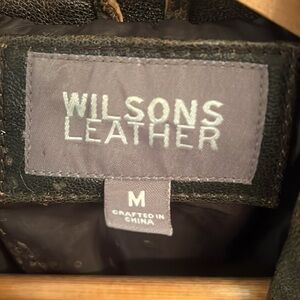 WILSONS
LEATHER
M
CRAFTED IN
CHINA